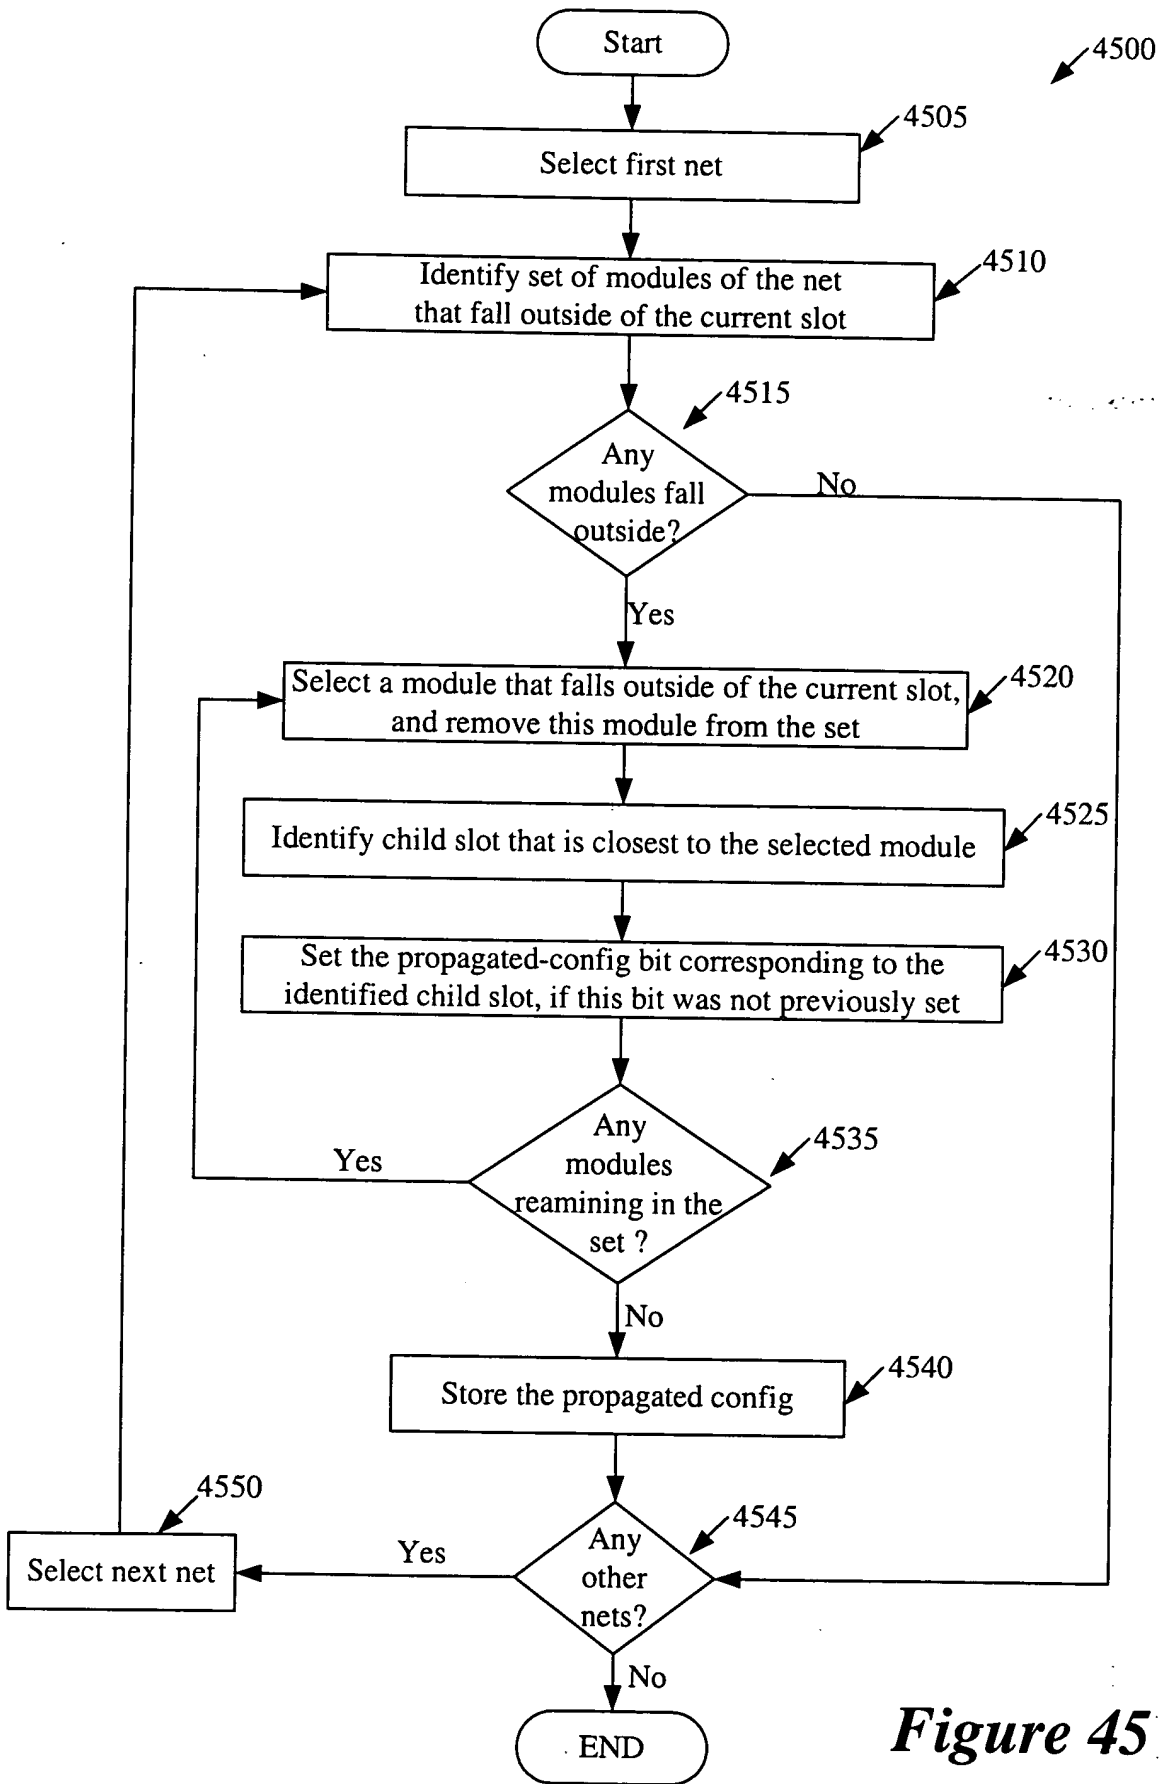 Start
4500
4505
Select first net
4510
Identify set of modules of the net
that fall outside of the current slot
4515
Any
modules fall
outside?
No
Yes
4520
Select a module that falls outside of the current slot,
and remove this module from the set
4525
Identify child slot that is closest to the selected module
4530
Set the propagated-config bit corresponding to the
identified child slot, if this bit was not previously set
4535
Any
modules
reamining in the
set ?
Yes
No
4540
Store the propagated config
4550
4545
Select next net
Yes
Any
other
nets?
No
END
Figure 45